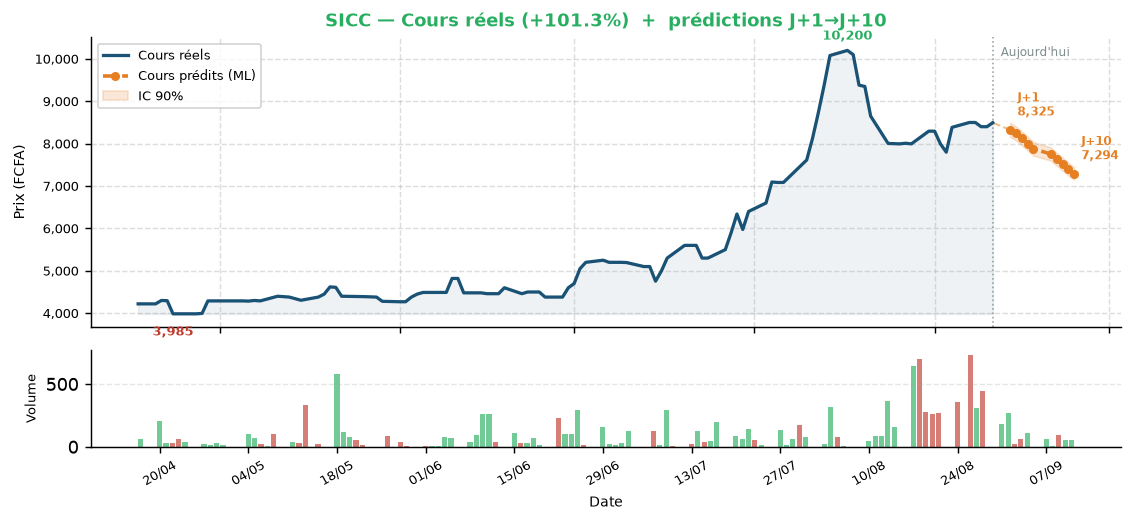 SICC — Cours réels (+101.3%)  +  prédictions J+1→J+10
10,200
Cours réels
Cours prédits (ML)
IC 90%
Aujourd'hui
J+1
8,325
J+10
7,294
3,985
Prix (FCFA)
10,000
9,000
8,000
7,000
6,000
5,000
4,000
Volume
500
0
20/04
04/05
18/05
01/06
15/06
29/06
13/07
27/07
10/08
24/08
07/09
Date